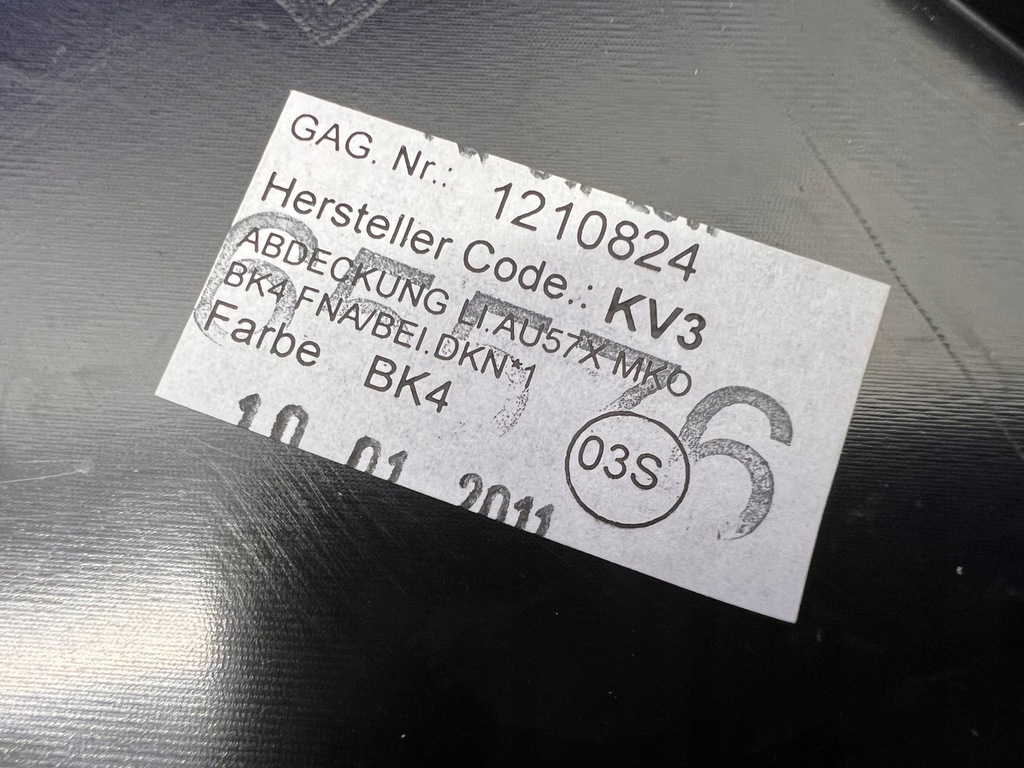 GAG. Nr.: 1210824
Hersteller Code.: KV3
ABDECKUNG LI.AU57X MKO
BK4 FNA/BEI.DKN*1
Farbe BK4
03S
10 01 2011